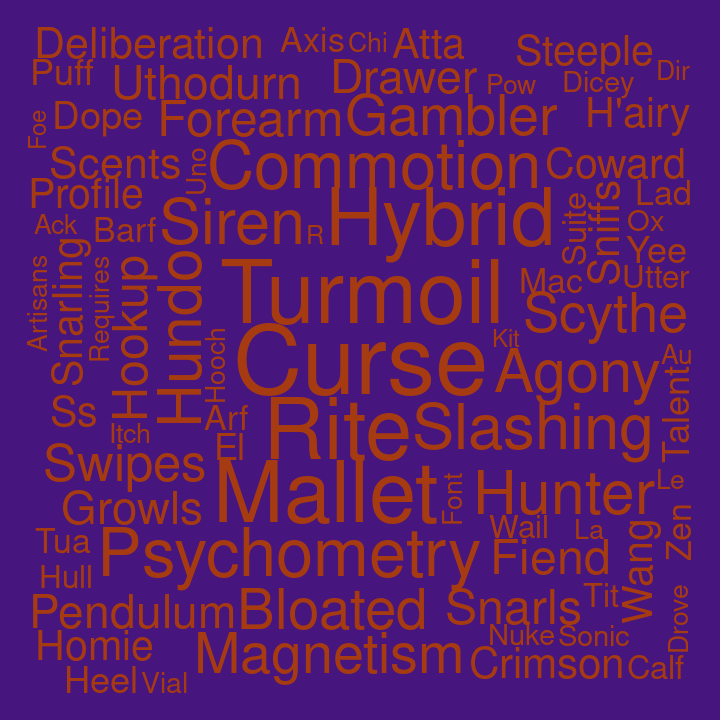 Deliberation Axis Chi Atta Steeple
Puff Uthodurn Drawer Pow Dicey Dir
Foe Dope Forearm Gambler H'airy
Scents Uno Commotion Coward
Profile Siren R Hybrid Suite Sniffs Lad
Ack Barf Ox
Yee
Artisans Snarling Requires Hookup Hundo Turmoil Mac Utter
Scythe
Hooch Curse Kit Agony Au
Talent
Ss Arf Rite Slashing
Itch El
Swipes Mallet Font Hunter Le
Growls
Tua Psychometry Wail La Wang Zen
Hull Fiend
Pendulum Bloated Snarls Tit Drove
Homie Magnetism Nuke Sonic
Crimson Calf
Heel Vial